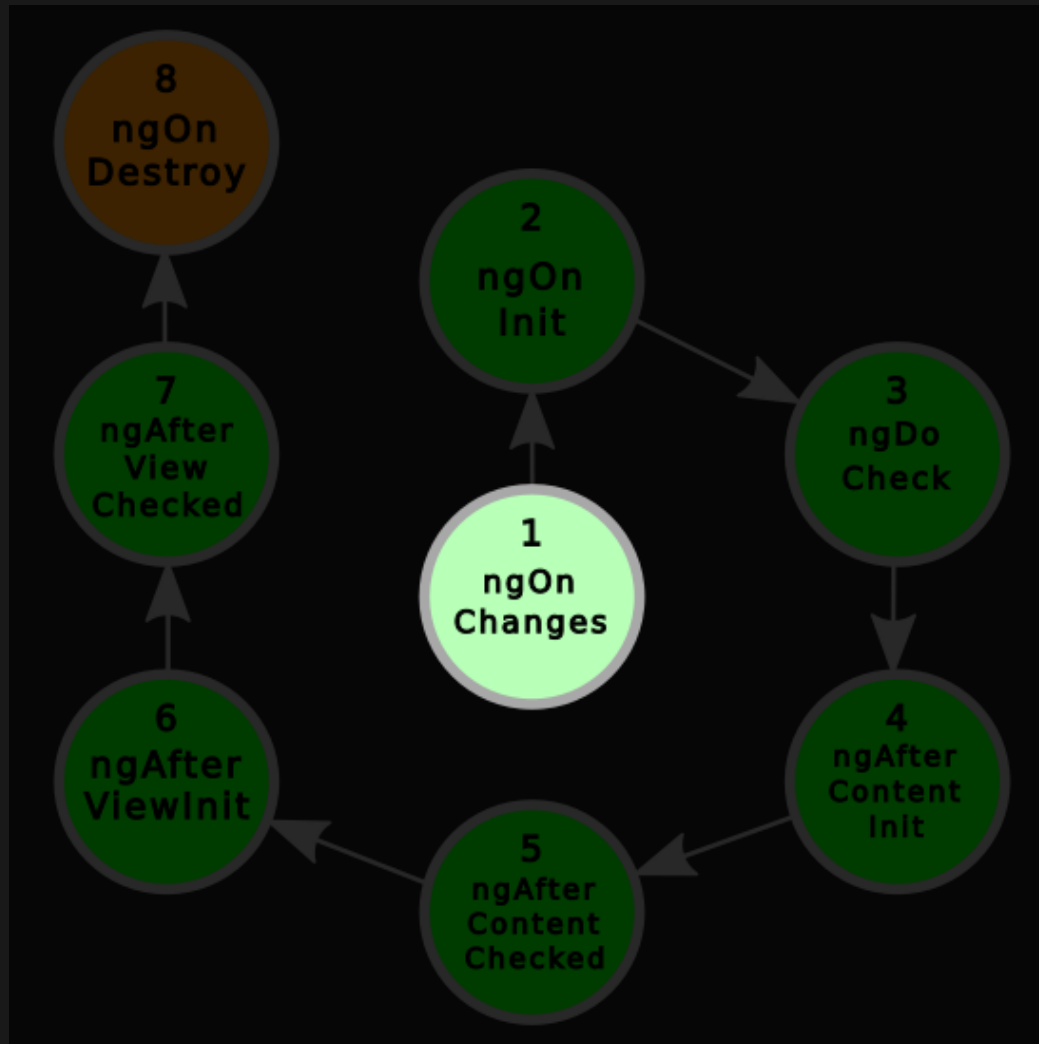 8
ngOn
Destroy
2
ngOn
Init
7
ngAfter
View
Checked
3
ngDo
Check
1
ngOn
Changes
6
ngAfter
ViewInit
4
ngAfter
Content
Init
5
ngAfter
Content
Checked